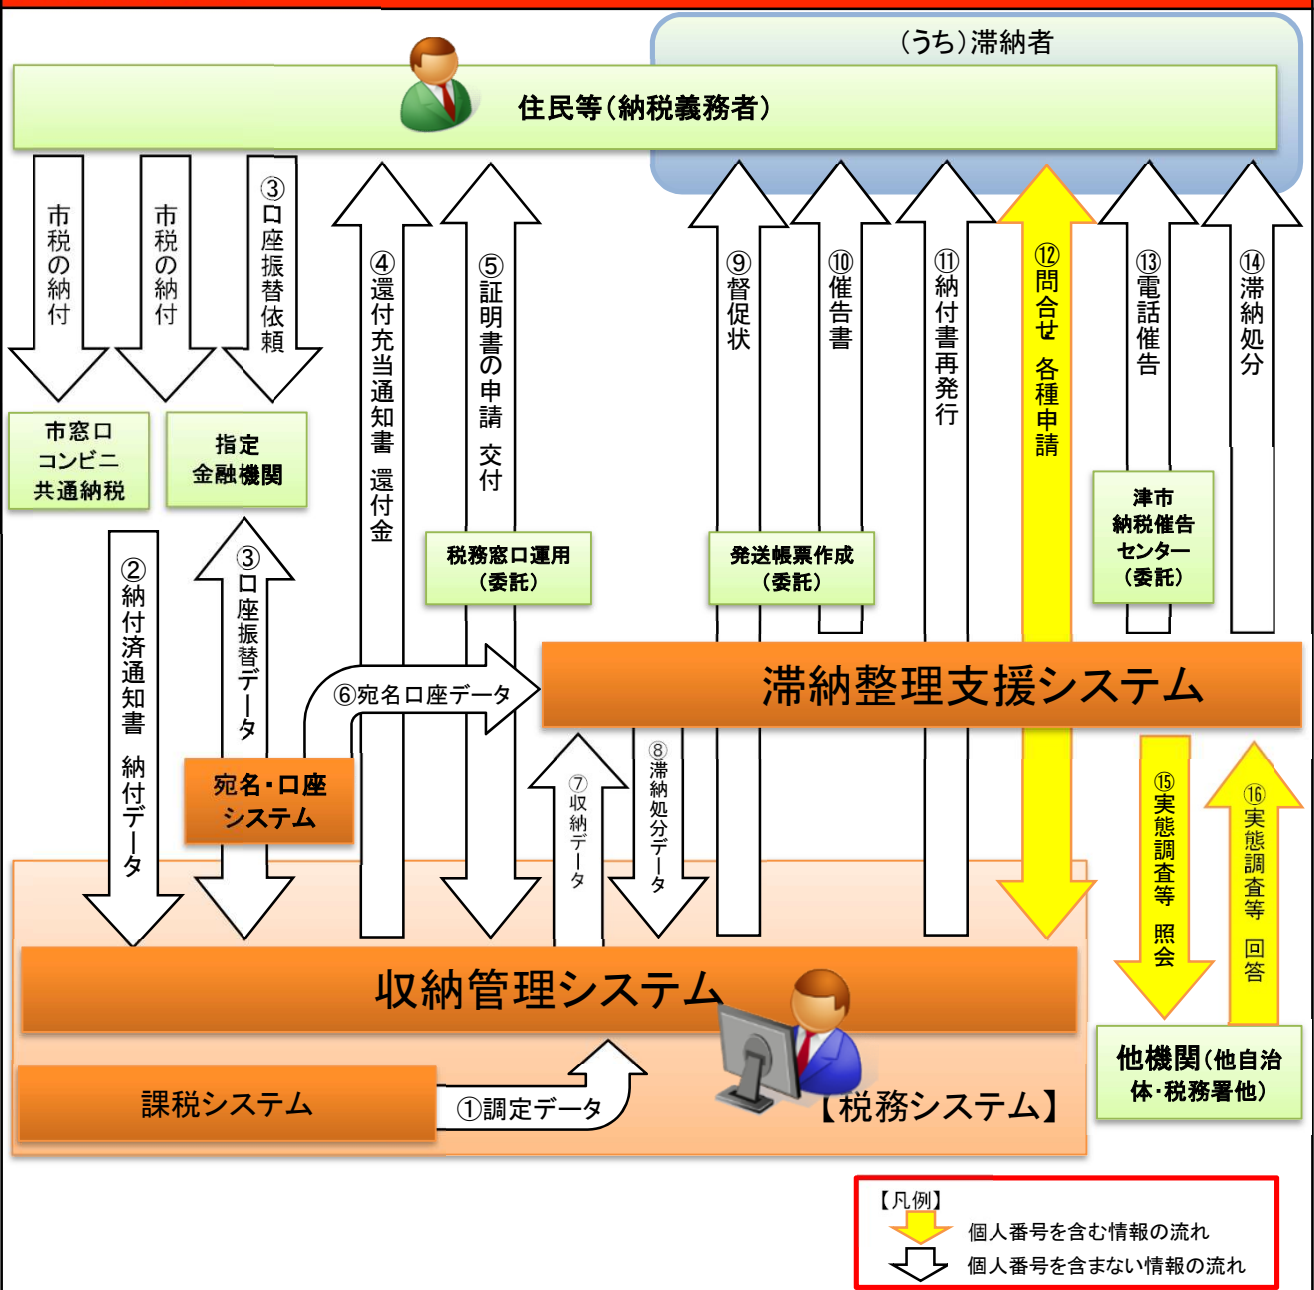 (うち)滞納者
住民等(納税義務者)
市税の納付
市税の納付
③口座振替依頼
④還付充当通知書 還付金
⑤証明書の申請 交付
⑨督促状
⑩催告書
⑪納付書再発行
⑫問合せ 各種申請
⑬電話催告
⑭滞納処分
市窓口
コンビニ
共通納税
指定
金融機関
津市
納税催告
センター
(委託)
税務窓口運用
(委託)
発送帳票作成
(委託)
②納付済通知書 納付データ
③口座振替データ
⑥宛名口座データ
滞納整理支援システム
宛名・口座
システム
⑦収納データ
⑧滞納処分データ
⑮実態調査等 照会
⑯実態調査等 回答
収納管理システム
他機関(他自治
体・税務署他)
課税システム
①調定データ
【税務システム】
【凡例】
個人番号を含む情報の流れ
個人番号を含まない情報の流れ